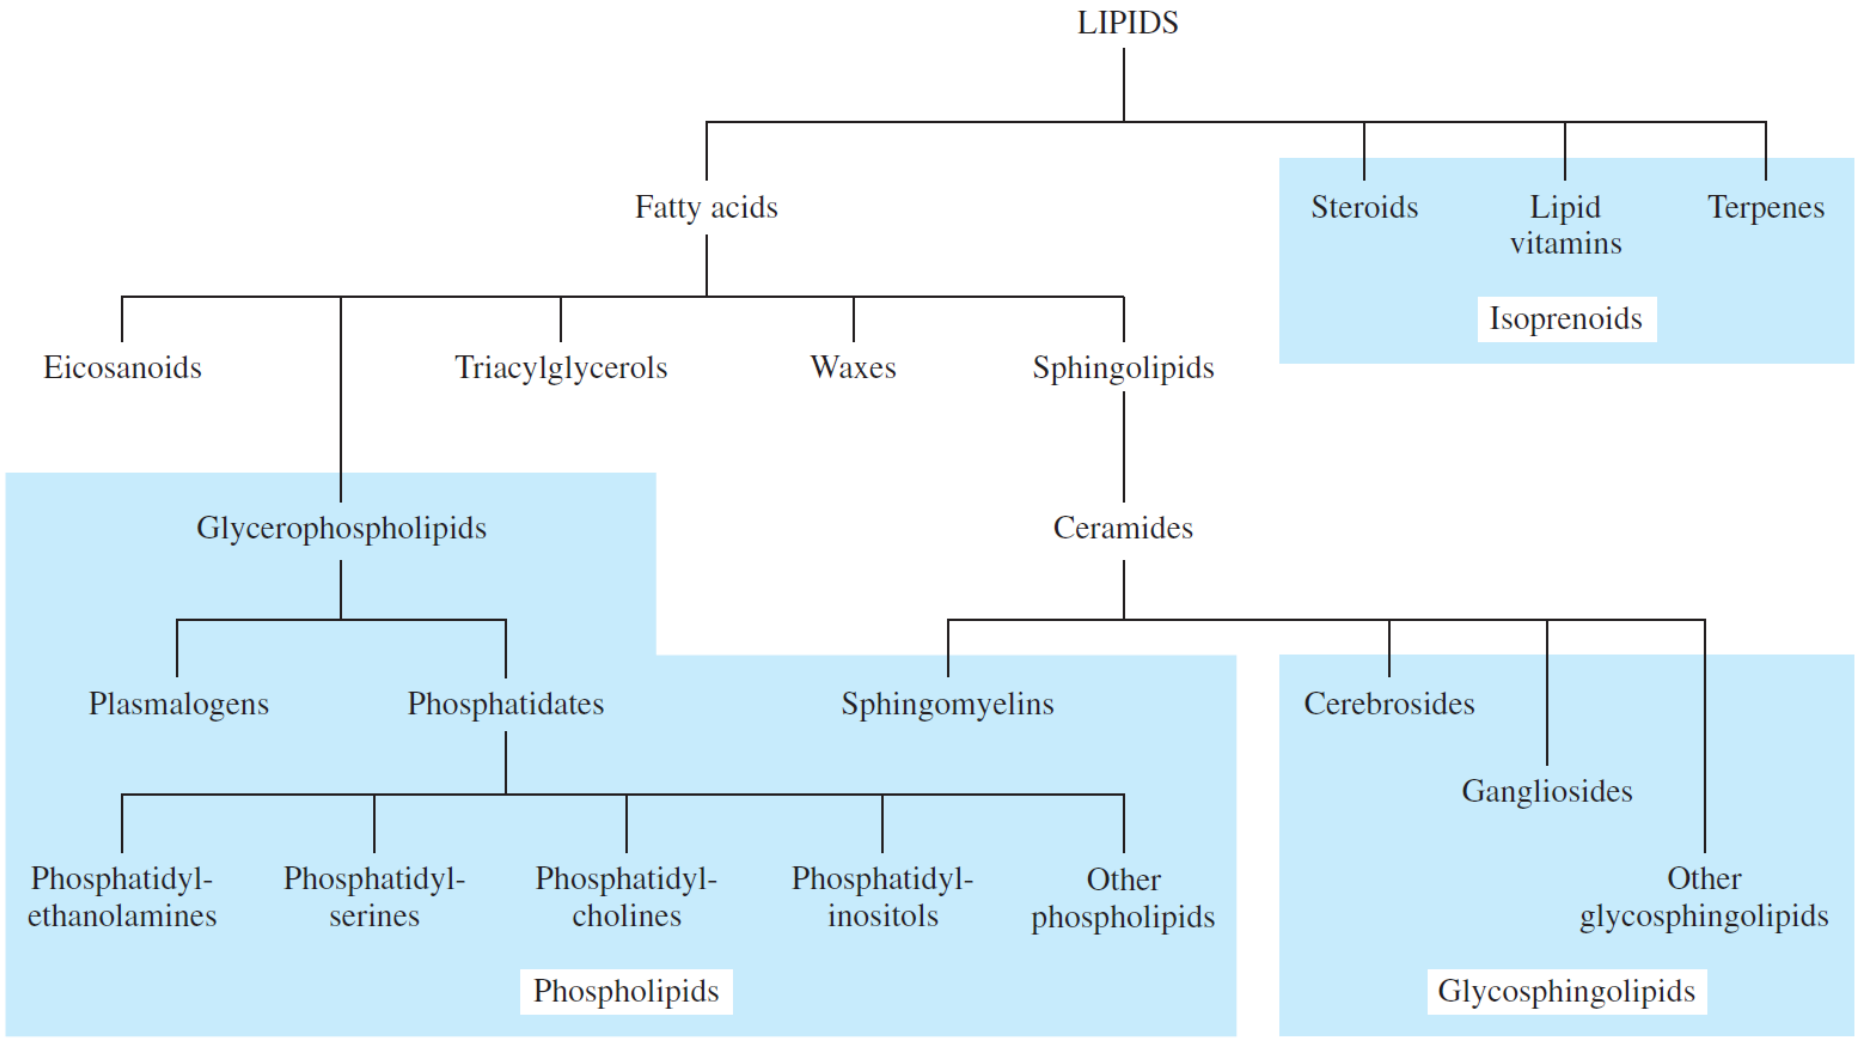 LIPIDS
Fatty acids
Steroids
Lipid
vitamins
Terpenes
Isoprenoids
Eicosanoids
Triacylglycerols
Waxes
Sphingolipids
Glycerophospholipids
Ceramides
Plasmalogens
Phosphatidates
Sphingomyelins
Cerebrosides
Gangliosides
Phosphatidyl-
ethanolamines
Phosphatidyl-
serines
Phosphatidyl-
cholines
Phosphatidyl-
inositols
Other
phospholipids
Other
glycosphingolipids
Phospholipids
Glycosphingolipids